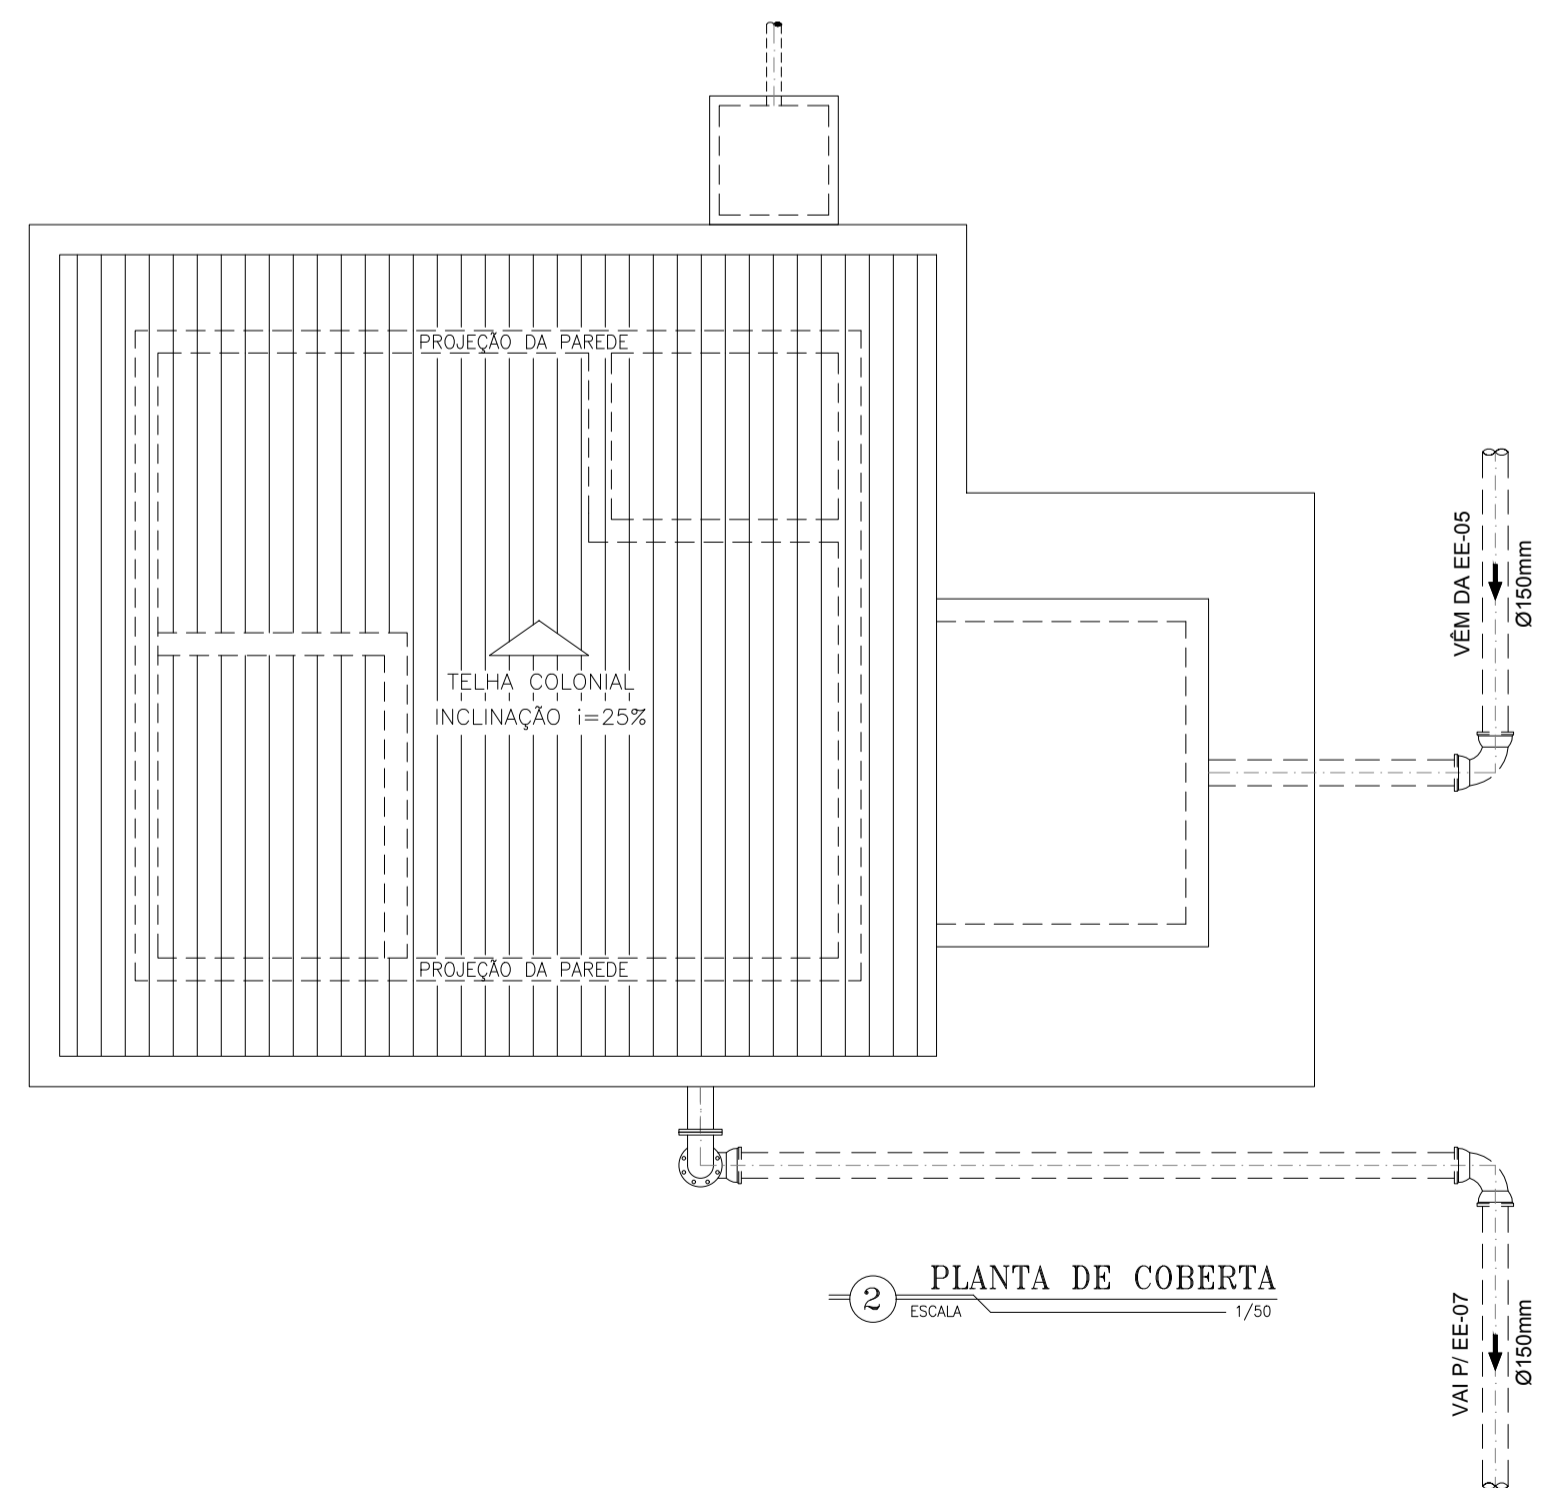 PROJEÇÃO DA PAREDE
VÊM DA EE-05
Ø150mm
TELHA COLONIAL
INCLINAÇÃO i=25%
PROJEÇÃO DA PAREDE
2
PLANTA DE COBERTA
ESCALA 1/50
VAI P/ EE-07
Ø150mm